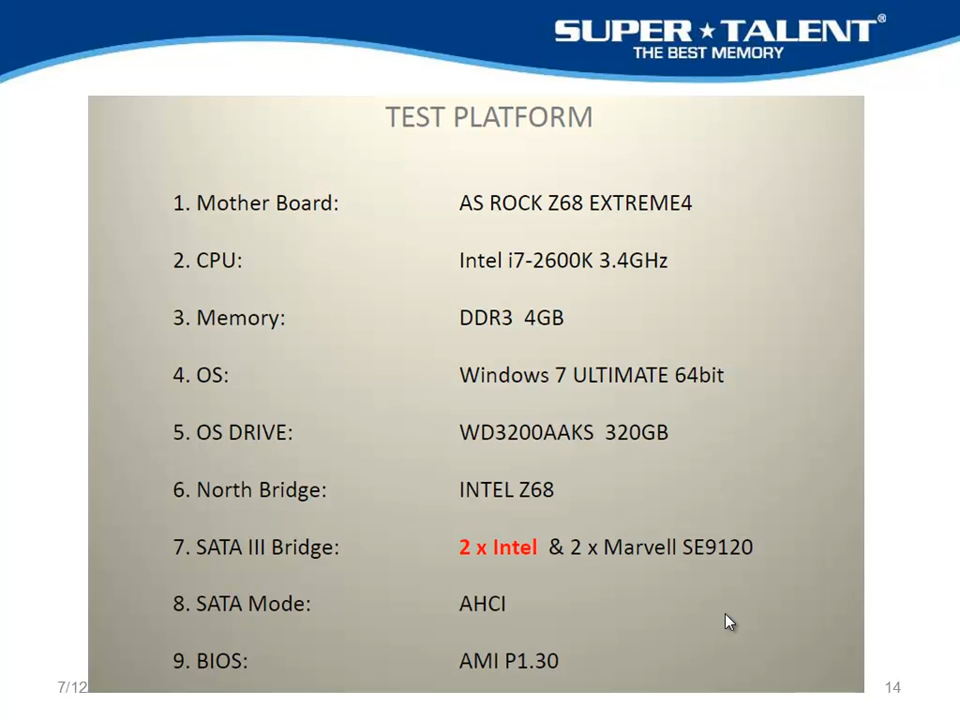 SUPER★TALENT®
THE BEST MEMORY
TEST PLATFORM
1. Mother Board: AS ROCK Z68 EXTREME4
2. CPU: Intel i7-2600K 3.4GHz
3. Memory: DDR3 4GB
4. OS: Windows 7 ULTIMATE 64bit
5. OS DRIVE: WD3200AAKS 320GB
6. North Bridge: INTEL Z68
7. SATA III Bridge: 2 x Intel & 2 x Marvell SE9120
8. SATA Mode: AHCI
9. BIOS: AMI P1.30
7/12
14